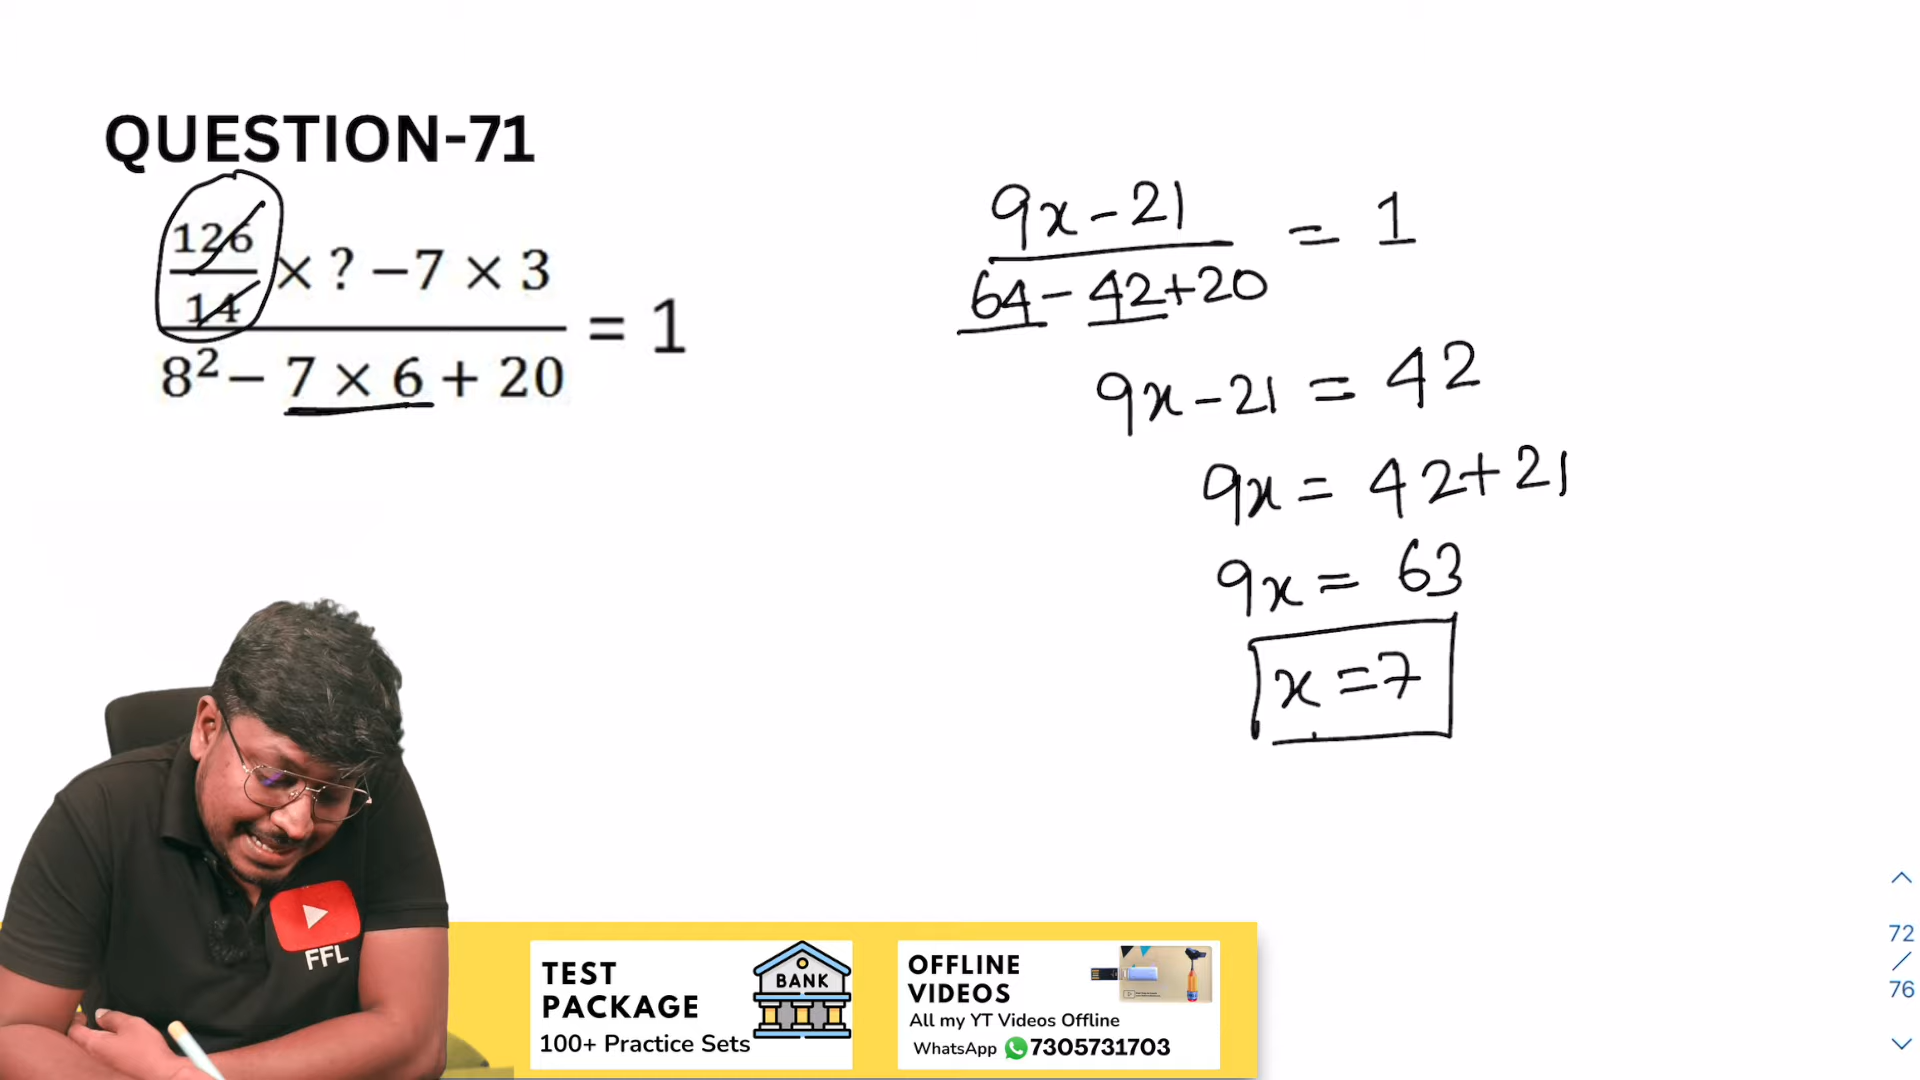 QUESTION-71
126/14 × ? − 7 × 3
8² − 7 × 6 + 20
= 1
9x − 21
64 − 42 + 20
= 1
9x − 21 = 42
9x = 42 + 21
9x = 63
x = 7
FFL
TEST
PACKAGE
100+ Practice Sets
BANK
OFFLINE
VIDEOS
All my YT Videos Offline
WhatsApp 7305731703
72
/
76